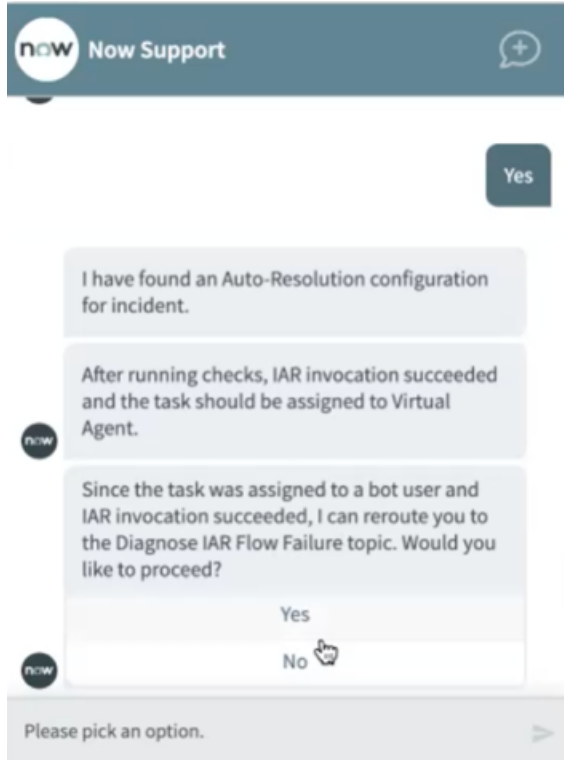 now Now Support
Yes
I have found an Auto-Resolution configuration
for incident.
After running checks, IAR invocation succeeded
and the task should be assigned to Virtual
Agent.
now
Since the task was assigned to a bot user and
IAR invocation succeeded, I can reroute you to
the Diagnose IAR Flow Failure topic. Would you
like to proceed?
Yes
No
now
Please pick an option.